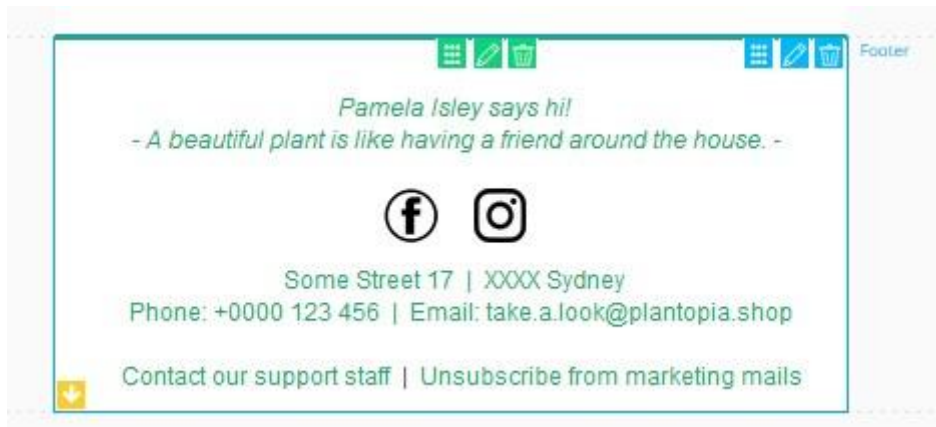 Footer
Pamela Isley says hi!
- A beautiful plant is like having a friend around the house. -
Some Street 17 | XXXX Sydney
Phone: +0000 123 456 | Email: take.a.look@plantopia.shop
Contact our support staff | Unsubscribe from marketing mails